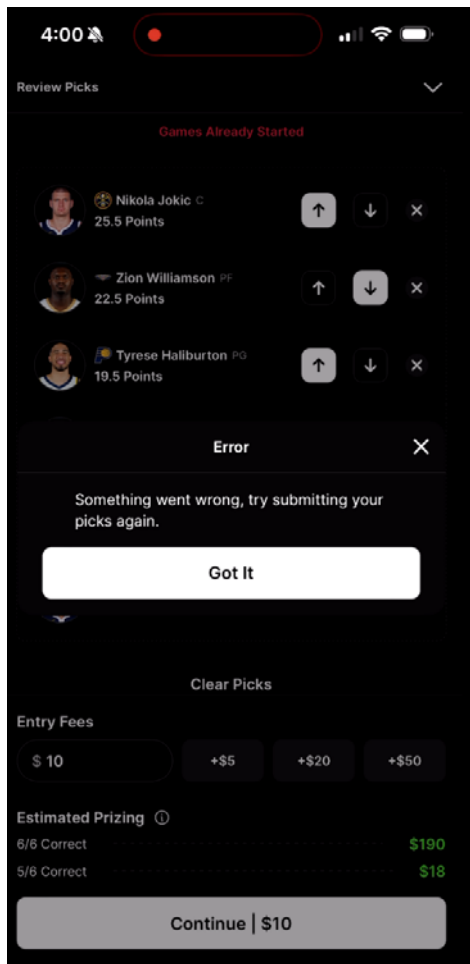 4:00
Review Picks
Games Already Started
Nikola Jokic C
25.5 Points
Zion Williamson PF
22.5 Points
Tyrese Haliburton PG
19.5 Points
Error
Something went wrong, try submitting your
picks again.
Got It
Clear Picks
Entry Fees
$ 10 +$5 +$20 +$50
Estimated Prizing
6/6 Correct $190
5/6 Correct $18
Continue | $10